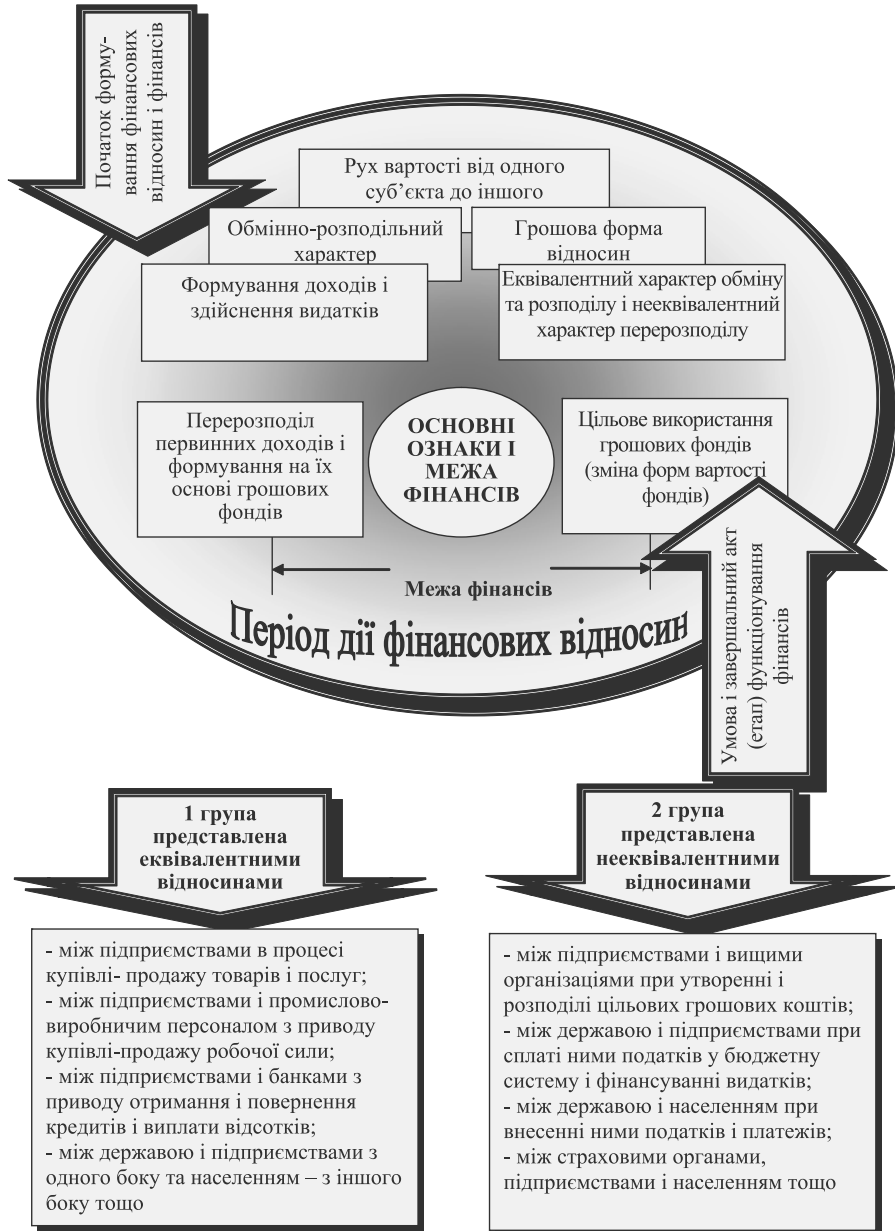 Початок форму-
вання фінансових
відносин і фінансів
Рух вартості від одного
суб’єкта до іншого
Обмінно-розподільний
характер
Грошова форма
відносин
Формування доходів і
здійснення видатків
Еквівалентний характер обміну
та розподілу і нееквівалентний
характер перерозподілу
Перерозподіл
первинних доходів і
формування на їх
основі грошових
фондів
ОСНОВНІ
ОЗНАКИ І
МЕЖА
ФІНАНСІВ
Цільове використання
грошових фондів
(зміна форм вартості
фондів)
Межа фінансів
Період дії фінансових відносин
Умова і завершальний акт
(етап) функціонування
фінансів
1 група
представлена
еквівалентними
відносинами
2 група
представлена
нееквівалентними
відносинами
- між підприємствами в процесі
купівлі- продажу товарів і послуг;
- між підприємствами і промислово-
виробничим персоналом з приводу
купівлі-продажу робочої сили;
- між підприємствами і банками з
приводу отримання і повернення
кредитів і виплати відсотків;
- між державою і підприємствами з
одного боку та населенням – з іншого
боку тощо
- між підприємствами і вищими
організаціями при утворенні і
розподілі цільових грошових коштів;
- між державою і підприємствами при
сплаті ними податків у бюджетну
систему і фінансуванні видатків;
- між державою і населенням при
внесенні ними податків і платежів;
- між страховими органами,
підприємствами і населенням тощо